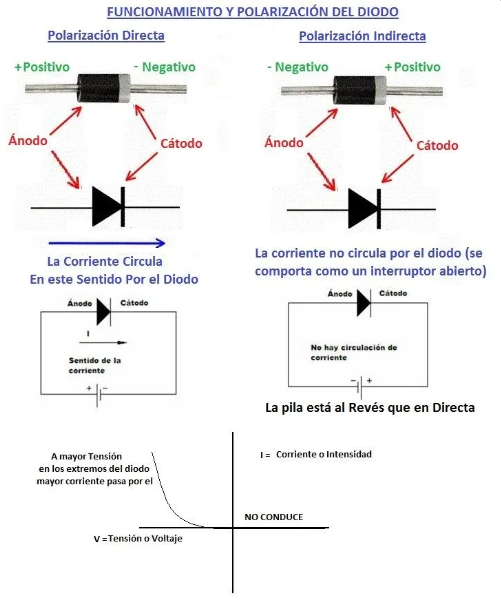 FUNCIONAMIENTO Y POLARIZACIÓN DEL DIODO
Polarización Directa
Polarización Indirecta
+Positivo
- Negativo
- Negativo
+Positivo
Ánodo
Cátodo
Ánodo
Cátodo
La Corriente Circula
En este Sentido Por el Diodo
La corriente no circula por el diodo (se
comporta como un interruptor abierto)
Ánodo
Cátodo
I
Sentido de la
corriente
+
-
Ánodo
Cátodo
No hay circulación de
corriente
-
+
La pila está al Revés que en Directa
A mayor Tensión
en los extremos del diodo
mayor corriente pasa por el
I = Corriente o Intensidad
NO CONDUCE
V =Tensión o Voltaje